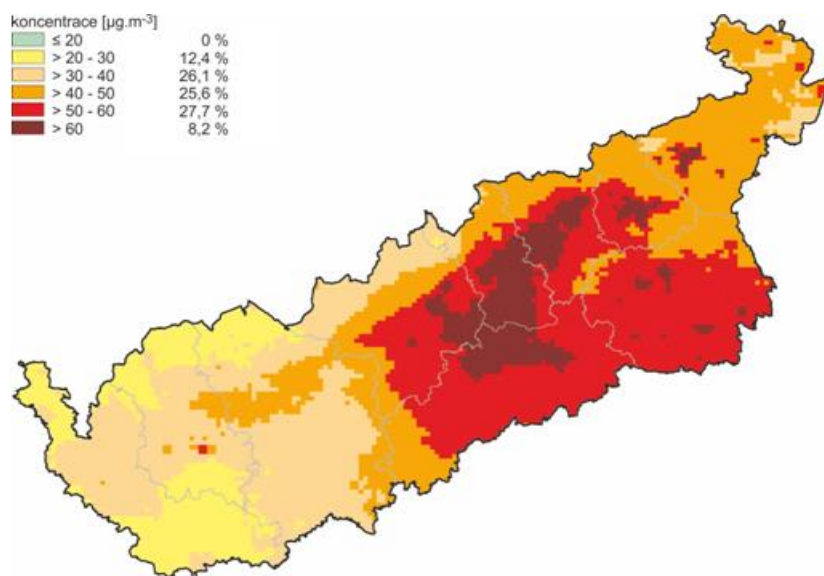 koncentrace [µg.m-3]
≤ 20 0 %
> 20 - 30 12,4 %
> 30 - 40 26,1 %
> 40 - 50 25,6 %
> 50 - 60 27,7 %
> 60 8,2 %